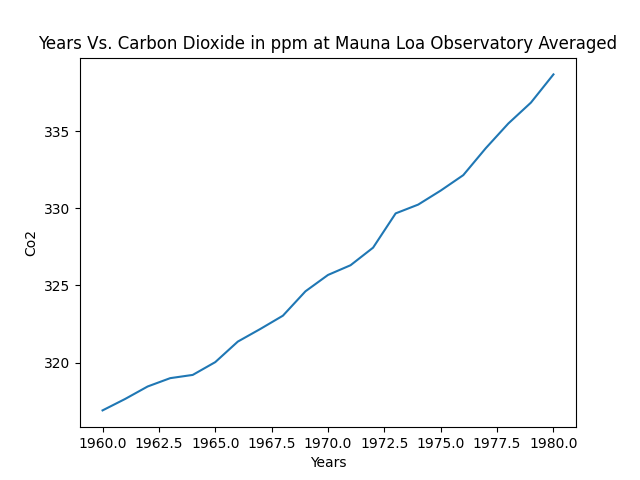 Years Vs. Carbon Dioxide in ppm at Mauna Loa Observatory Averaged
335
330
325
320
Co2
1960.0 1962.5 1965.0 1967.5 1970.0 1972.5 1975.0 1977.5 1980.0
Years